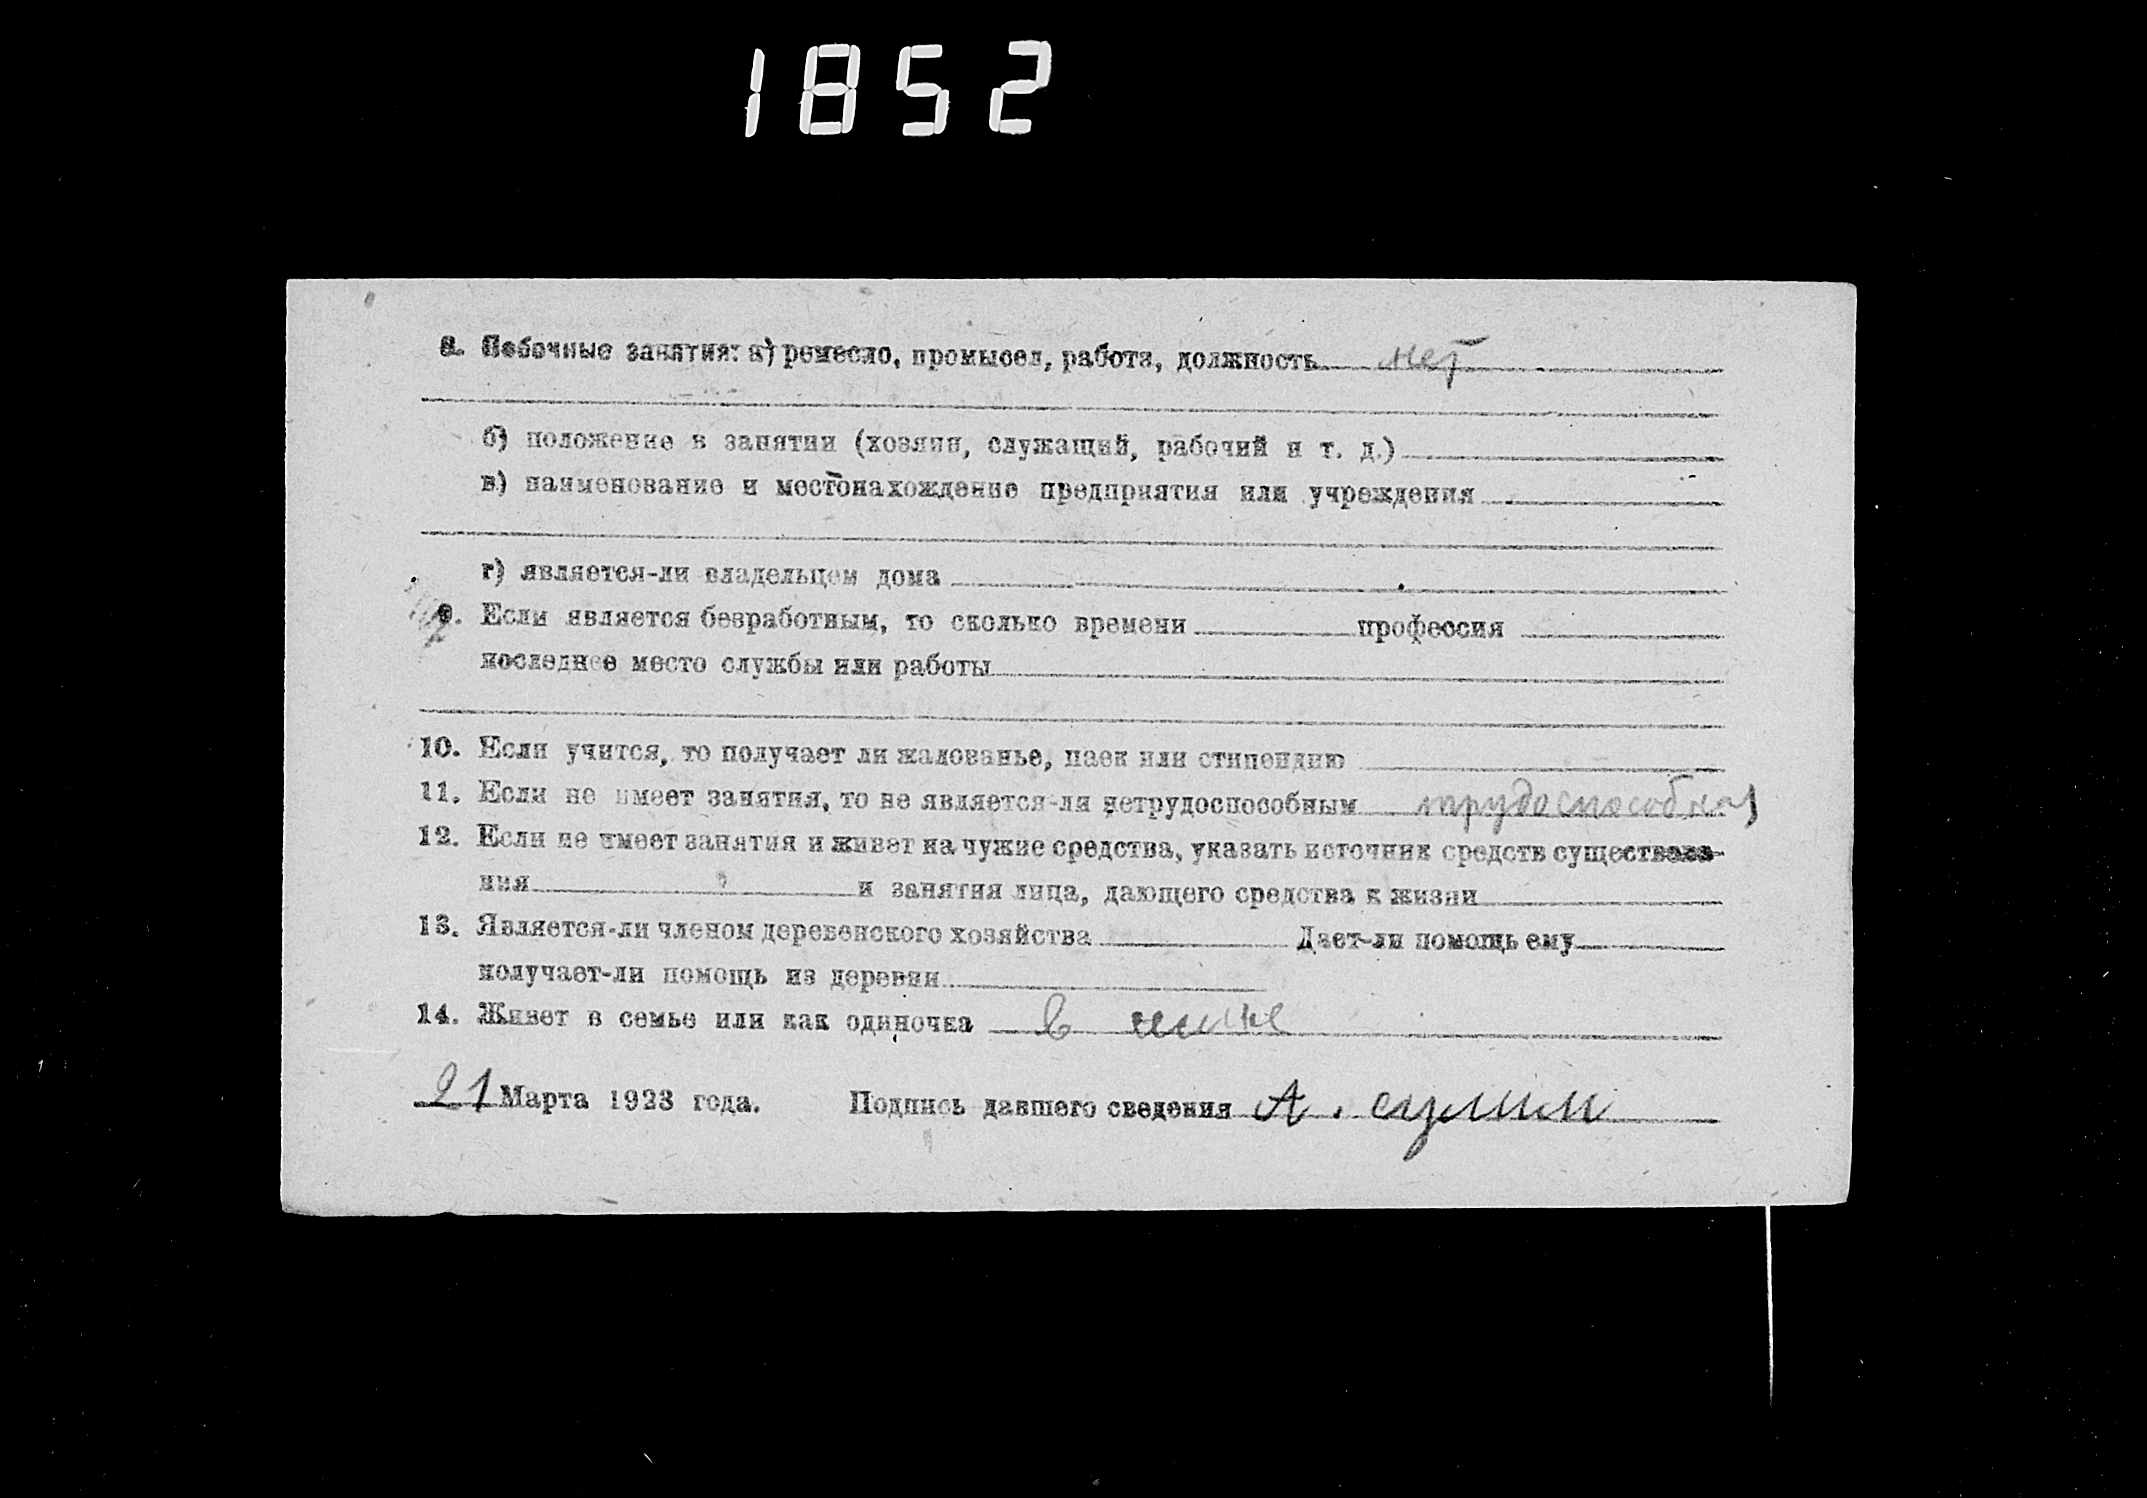 1852
8. Побочные занятия: а) ремесло, промысел, работа, должность нет
б) положение в занятии (хозяин, служащий, рабочий и т. д.)
в) наименование и местонахождение предприятия или учреждения
г) является-ли владельцем дома
9. Если является безработным, то сколько времени профессия
последнее место службы или работы
10. Если учится, то получает ли жалованье, паек или стипендию
11. Если не имеет занятия, то не является-ли нетрудоспособным трудоспособная
12. Если не имеет занятия и живет на чужие средства, указать источник средств существова-
ния и занятия лица, дающего средства к жизни
13. Является-ли членом деревенского хозяйства Дает-ли помощь ему
получает-ли помощь из деревни
14. Живет в семье или как одиночка в семье
21 Марта 1923 года. Подпись давшего сведения А.